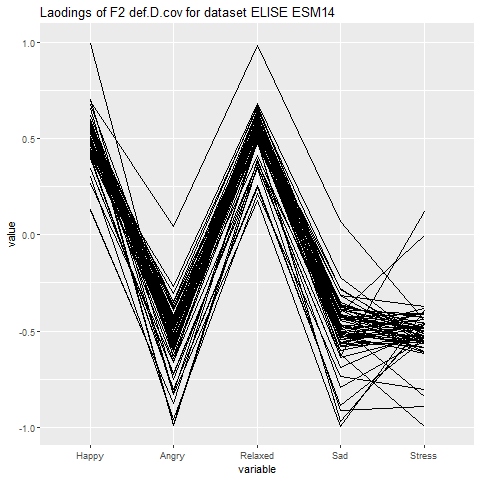 Laodings of F2 def.D.cov for dataset ELISE ESM14
1.0
0.5
0.0
-0.5
-1.0
value
Happy Angry Relaxed Sad Stress
variable